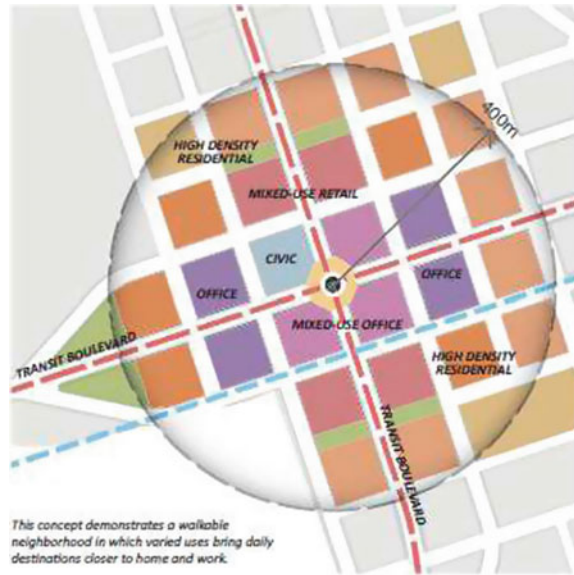 400m
HIGH DENSITY
RESIDENTIAL
MIXED-USE RETAIL
CIVIC
OFFICE
OFFICE
MIXED-USE OFFICE
TRANSIT BOULEVARD
HIGH DENSITY
RESIDENTIAL
TRANSIT BOULEVARD
This concept demonstrates a walkable
neighborhood in which varied uses bring daily
destinations closer to home and work.